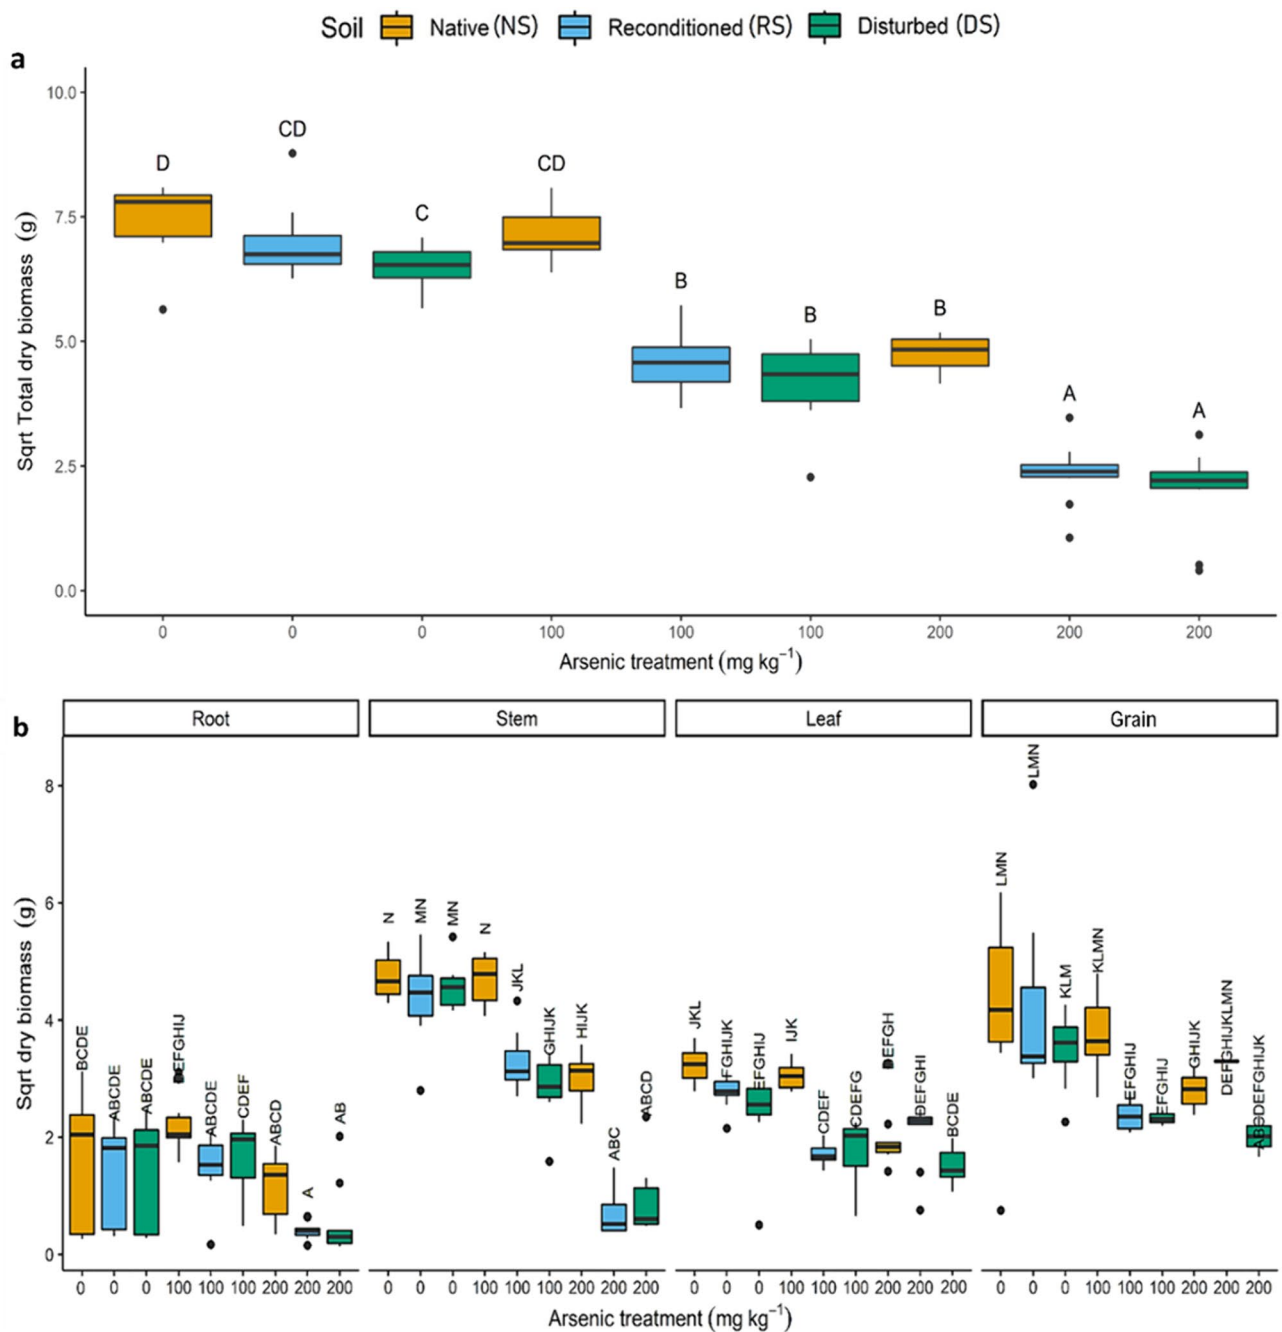 Soil Native (NS) Reconditioned (RS) Disturbed (DS)
a
Sqrt Total dry biomass (g)
10.0
7.5
5.0
2.5
0.0
D CD C CD B B B A A
0 0 0 100 100 100 200 200 200
Arsenic treatment (mg kg⁻¹)
b
Root Stem Leaf Grain
Sqrt dry biomass (g)
8
6
4
2
0
BCDE ABCDE ABCDE EFGHIJ ABCDE CDEF ABCD A AB
N MN MN N JKL GHIJK HIJK ABC ABCD
JKL FGHIJK EFGHIJ IJK CDEF CDEFG DEFGHI BCDE
LMN LMN KLM KLMN EFGHIJ EFGHIJ GHIJK DEFGHIJKLMN
0 0 0 100 100 100 200 200 200 0 0 0 100 100 100 200 200 200 0 0 0 100 100 100 200 200 200 0 0 0 100 100 100 200 200 200
Arsenic treatment (mg kg⁻¹)